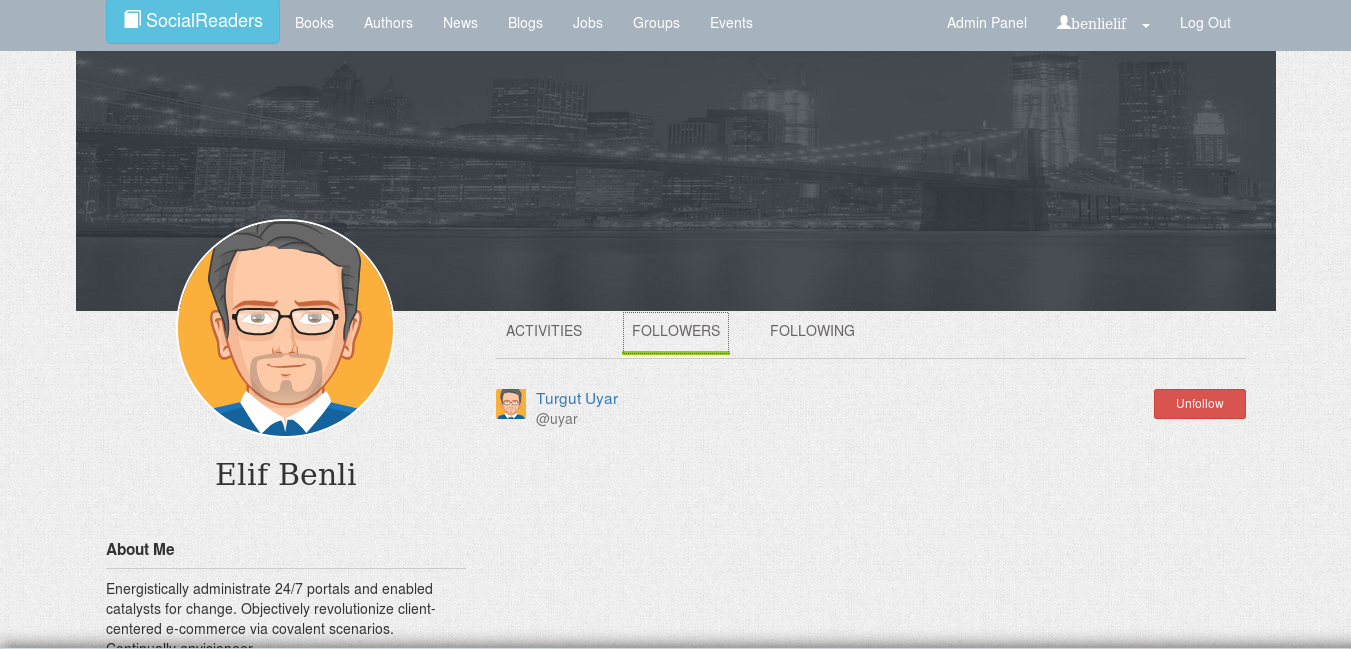 SocialReaders Books Authors News Blogs Jobs Groups Events Admin Panel benlielif Log Out
ACTIVITIES FOLLOWERS FOLLOWING
Turgut Uyar Unfollow
@uyar
Elif Benli
About Me
Energistically administrate 24/7 portals and enabled
catalysts for change. Objectively revolutionize client-
centered e-commerce via covalent scenarios.
Continually envisioneer